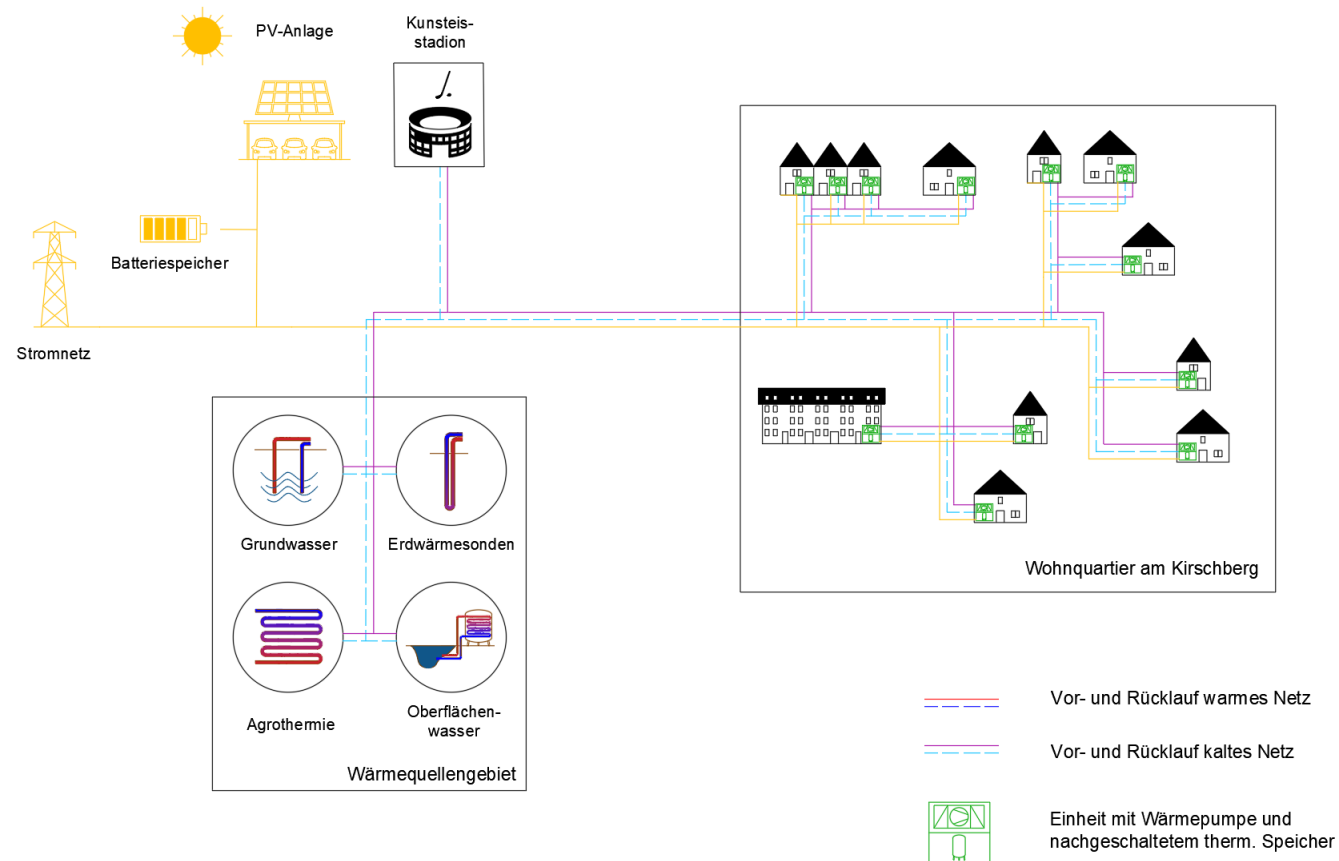 PV-Anlage
Kunsteis-
stadion
Batteriespeicher
Stromnetz
Grundwasser
Erdwärmesonden
Agrothermie
Oberflächen-
wasser
Wärmequellengebiet
Wohnquartier am Kirschberg
Vor- und Rücklauf warmes Netz
Vor- und Rücklauf kaltes Netz
Einheit mit Wärmepumpe und
nachgeschaltetem therm. Speicher